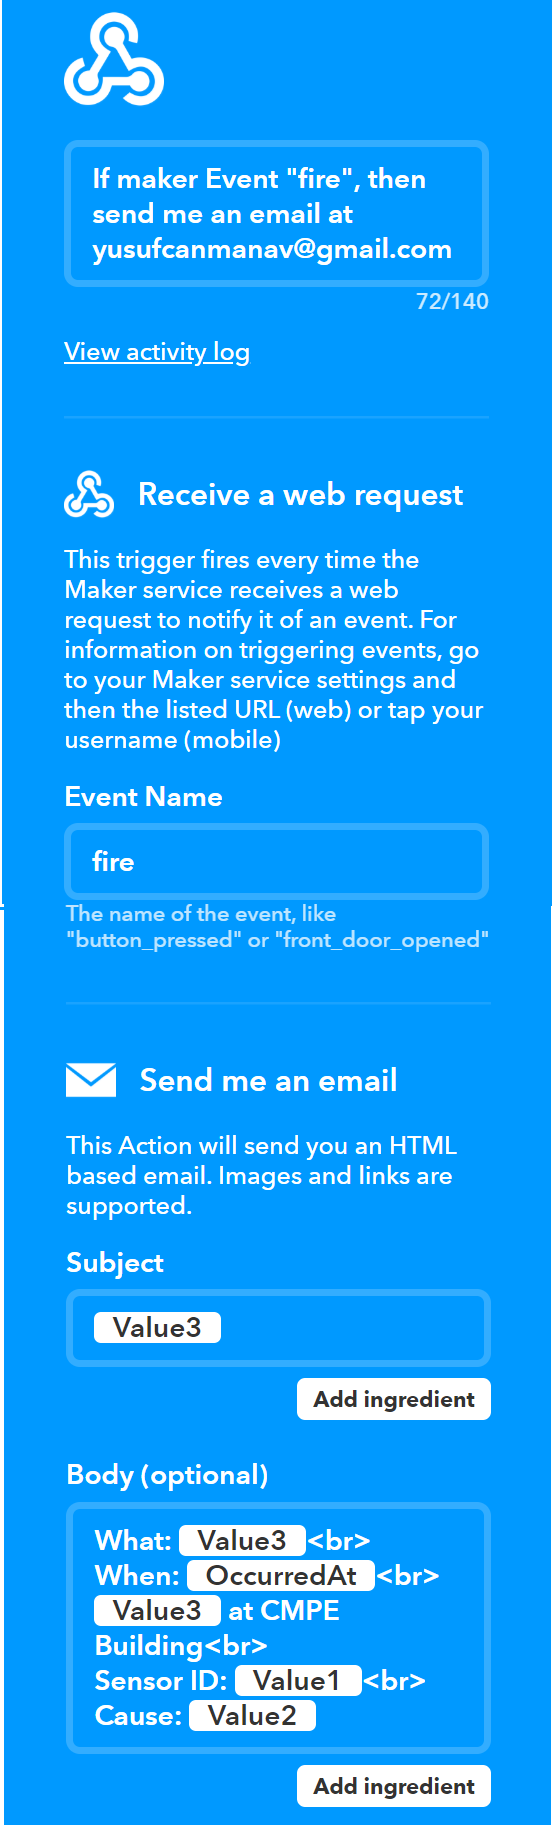 If maker Event "fire", then
send me an email at
yusufcanmanav@gmail.com
72/140
View activity log
Receive a web request
This trigger fires every time the
Maker service receives a web
request to notify it of an event. For
information on triggering events, go
to your Maker service settings and
then the listed URL (web) or tap your
username (mobile)
Event Name
fire
The name of the event, like
"button_pressed" or "front_door_opened"
Send me an email
This Action will send you an HTML
based email. Images and links are
supported.
Subject
Value3
Add ingredient
Body (optional)
What: Value3 <br>
When: OccurredAt <br>
Value3 at CMPE
Building<br>
Sensor ID: Value1 <br>
Cause: Value2
Add ingredient